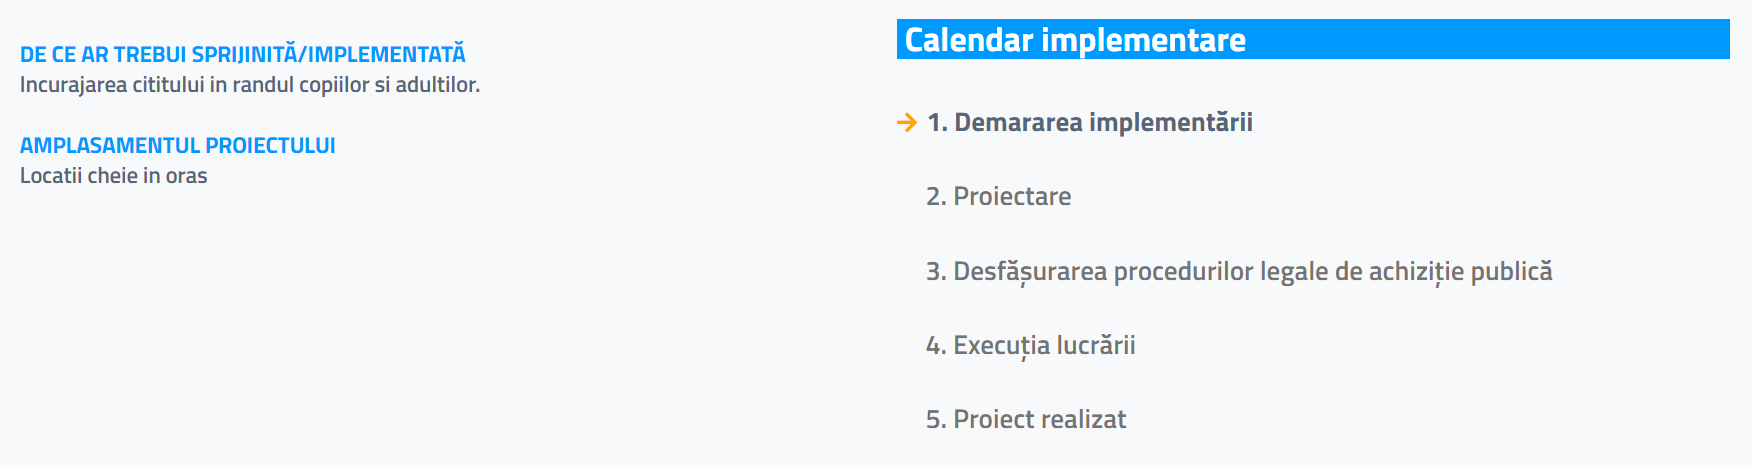 DE CE AR TREBUI SPRIJINITĂ/IMPLEMENTATĂ
Incurajarea cititului in randul copiilor si adultilor.
AMPLASAMENTUL PROIECTULUI
Locatii cheie in oras
Calendar implementare
1. Demararea implementării
2. Proiectare
3. Desfășurarea procedurilor legale de achiziție publică
4. Execuția lucrării
5. Proiect realizat